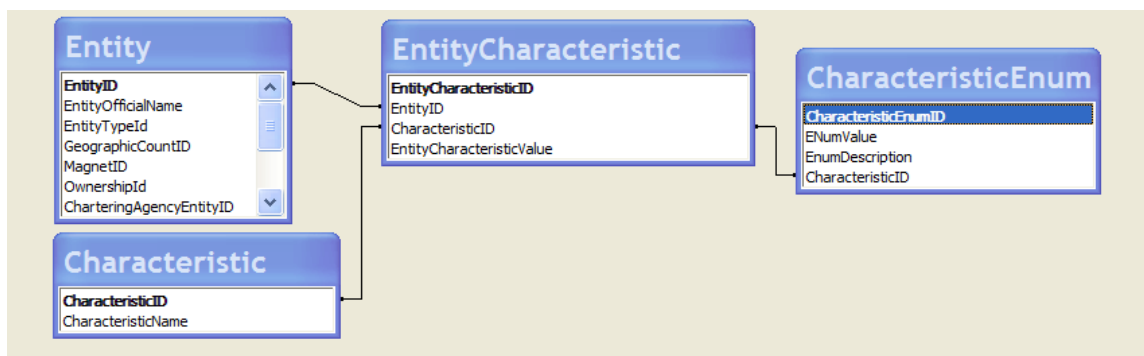 Entity
EntityID
EntityOfficialName
EntityTypeId
GeographicCountID
MagnetID
OwnershipId
CharteringAgencyEntityID
EntityCharacteristic
EntityCharacteristicID
EntityID
CharacteristicID
EntityCharacteristicValue
CharacteristicEnum
CharacteristicEnumID
ENumValue
EnumDescription
CharacteristicID
Characteristic
CharacteristicID
CharacteristicName